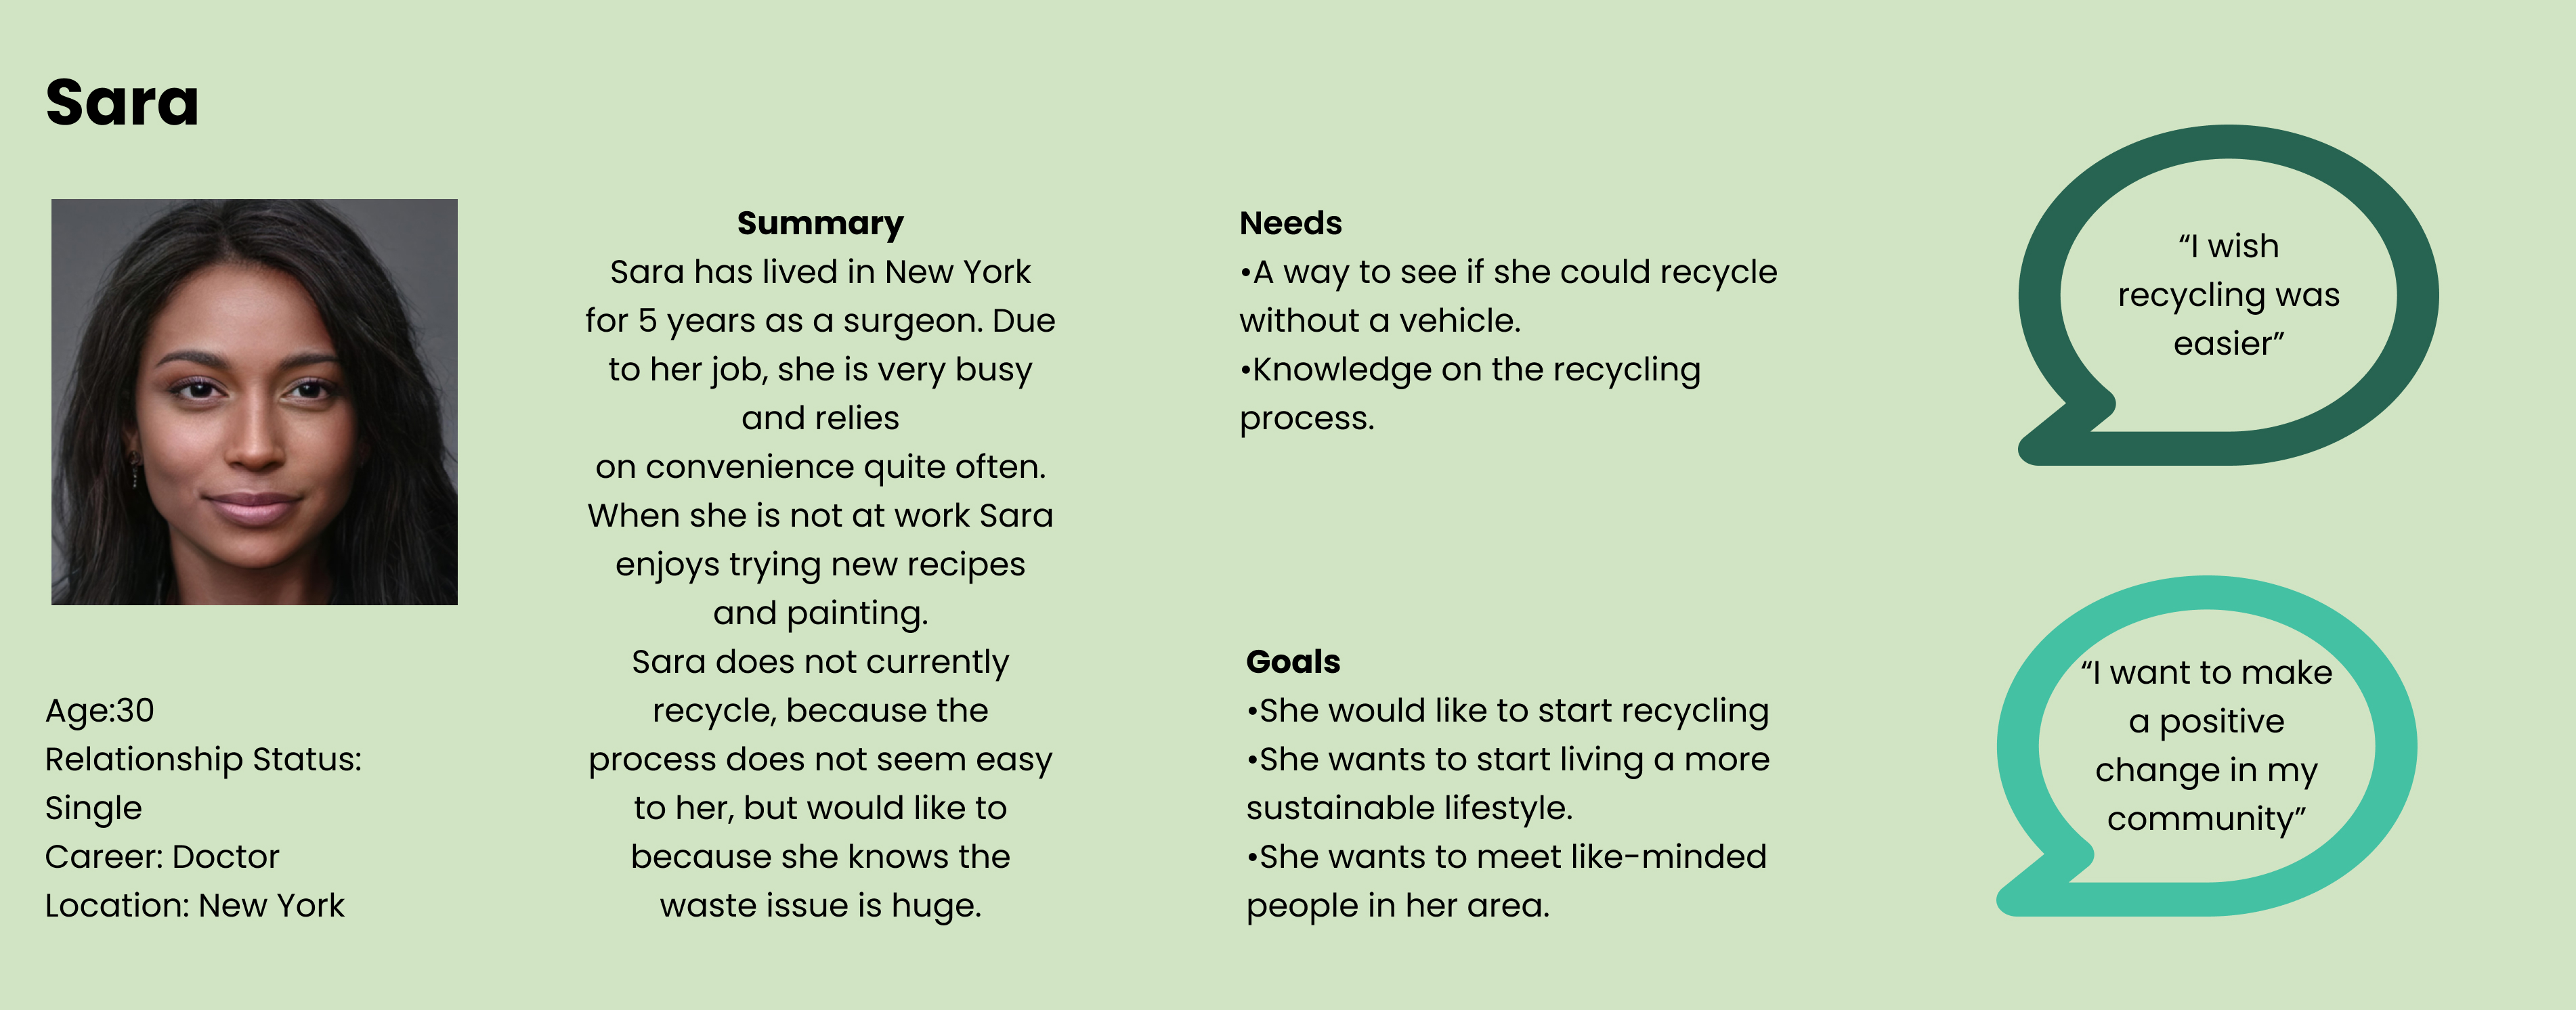 Sara
Age:30
Relationship Status:
Single
Career: Doctor
Location: New York
Summary
Sara has lived in New York
for 5 years as a surgeon. Due
to her job, she is very busy
and relies
on convenience quite often.
When she is not at work Sara
enjoys trying new recipes
and painting.
Sara does not currently
recycle, because the
process does not seem easy
to her, but would like to
because she knows the
waste issue is huge.
Needs
•A way to see if she could recycle
without a vehicle.
•Knowledge on the recycling
process.
Goals
•She would like to start recycling
•She wants to start living a more
sustainable lifestyle.
•She wants to meet like-minded
people in her area.
“I wish
recycling was
easier”
“I want to make
a positive
change in my
community”